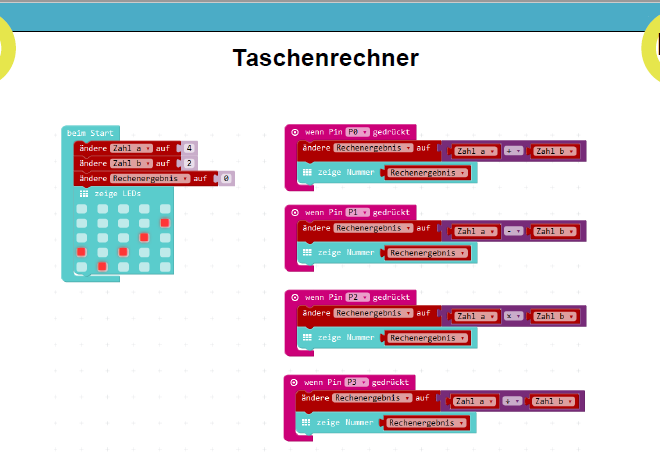 Taschenrechner
beim Start
ändere Zahl a auf 4
ändere Zahl b auf 2
ändere Rechenergebnis auf 0
zeige LEDs
wenn Pin P0 gedrückt
ändere Rechenergebnis auf Zahl a + Zahl b
zeige Nummer Rechenergebnis
wenn Pin P1 gedrückt
ändere Rechenergebnis auf Zahl a - Zahl b
zeige Nummer Rechenergebnis
wenn Pin P2 gedrückt
ändere Rechenergebnis auf Zahl a × Zahl b
zeige Nummer Rechenergebnis
wenn Pin P3 gedrückt
ändere Rechenergebnis auf Zahl a ÷ Zahl b
zeige Nummer Rechenergebnis